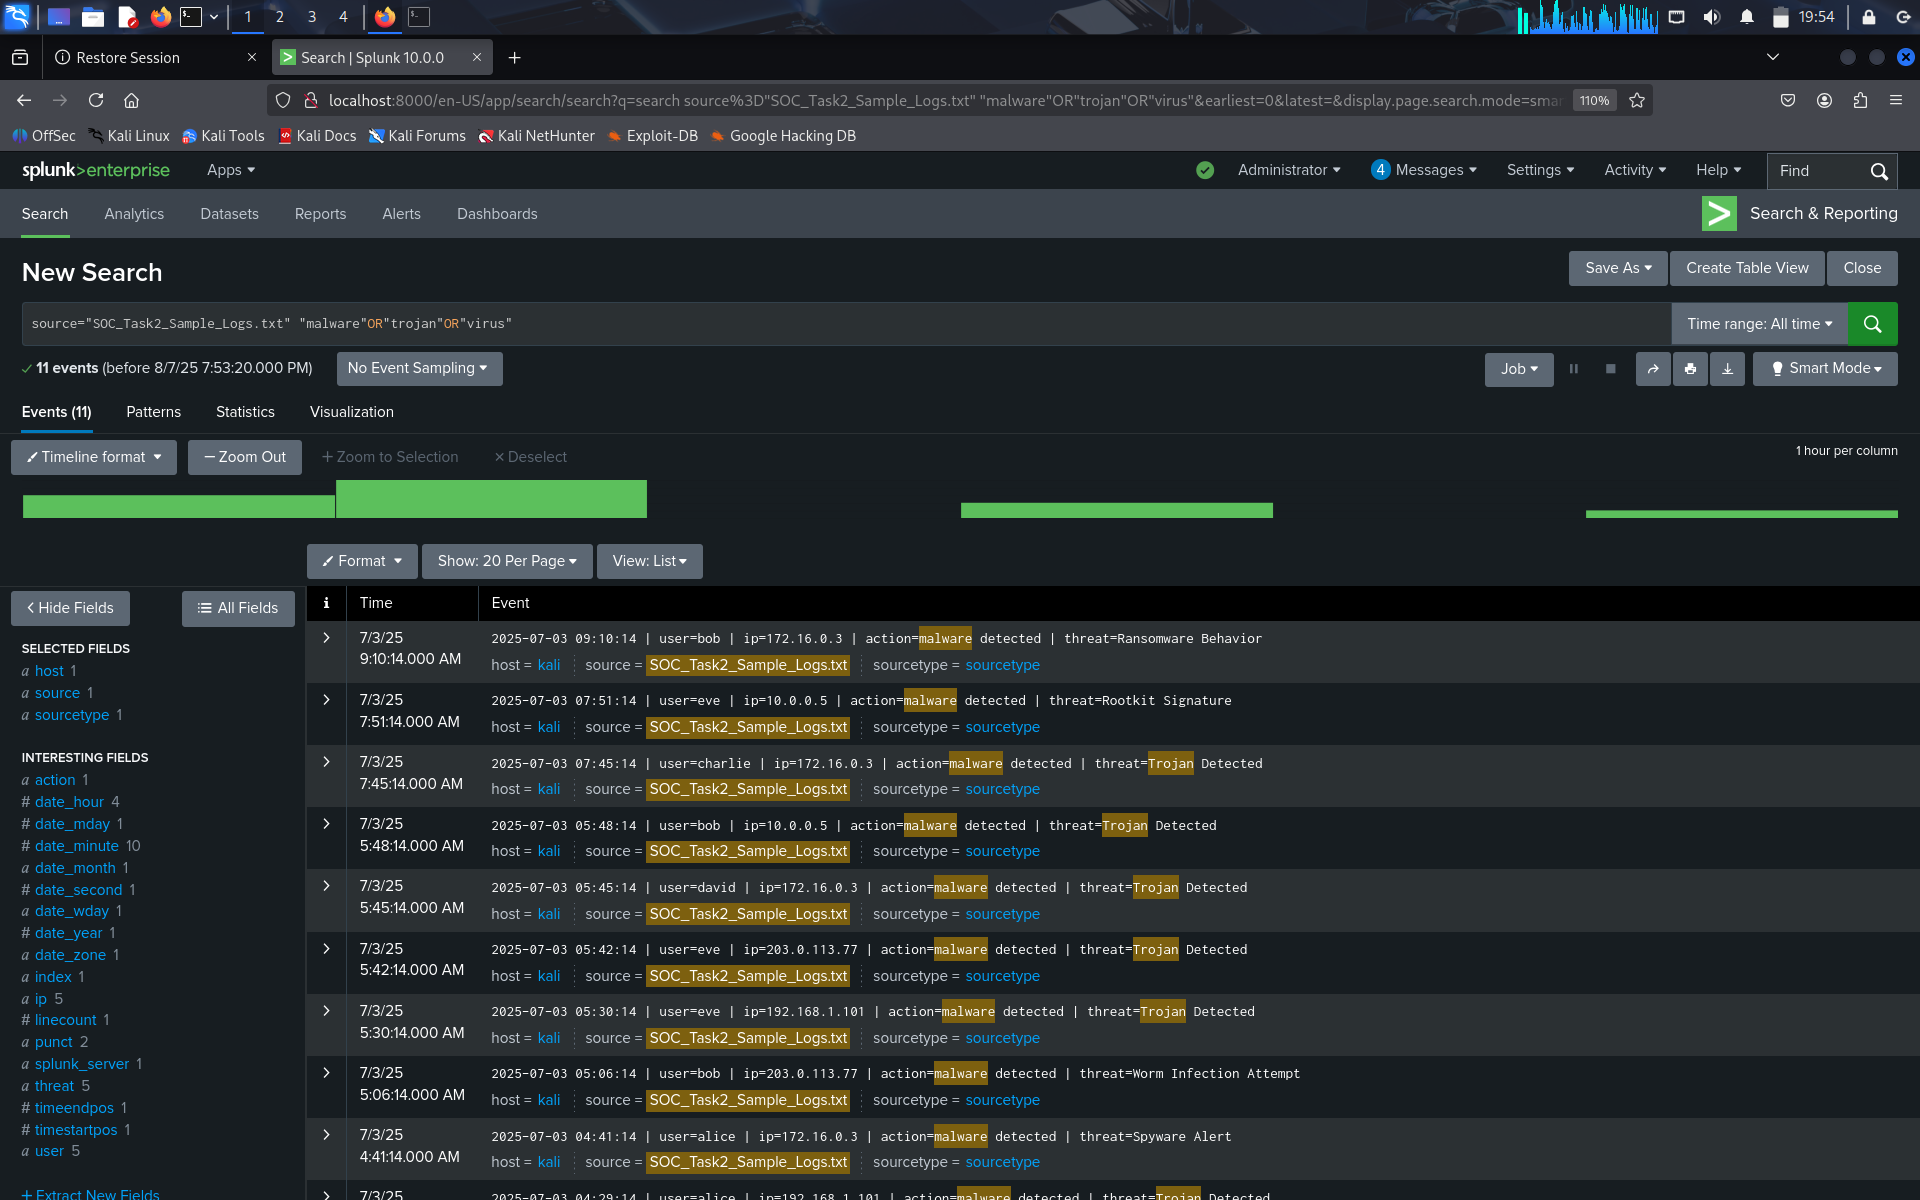 1 2 3 4 19:54
Restore Session Search | Splunk 10.0.0
localhost:8000/en-US/app/search/search?q=search source%3D"SOC_Task2_Sample_Logs.txt" "malware"OR"trojan"OR"virus"&earliest=0&latest=&display.page.search.mode=smar 110%
OffSec Kali Linux Kali Tools Kali Docs Kali Forums Kali NetHunter Exploit-DB Google Hacking DB
splunk>enterprise Apps Administrator 4 Messages Settings Activity Help Find
Search Analytics Datasets Reports Alerts Dashboards Search & Reporting
New Search Save As Create Table View Close
source="SOC_Task2_Sample_Logs.txt" "malware"OR"trojan"OR"virus" Time range: All time
11 events (before 8/7/25 7:53:20.000 PM) No Event Sampling Job Smart Mode
Events (11) Patterns Statistics Visualization
Timeline format Zoom Out + Zoom to Selection × Deselect 1 hour per column
Format Show: 20 Per Page View: List
Hide Fields All Fields
SELECTED FIELDS
a host 1
a source 1
a sourcetype 1
INTERESTING FIELDS
a action 1
# date_hour 4
# date_mday 1
# date_minute 10
a date_month 1
# date_second 1
a date_wday 1
# date_year 1
a date_zone 1
a index 1
a ip 5
# linecount 1
a punct 2
a splunk_server 1
a threat 5
# timeendpos 1
# timestartpos 1
a user 5
+ Extract New Fields
i Time Event
7/3/25 2025-07-03 09:10:14 | user=bob | ip=172.16.0.3 | action=malware detected | threat=Ransomware Behavior
9:10:14.000 AM host = kali source = SOC_Task2_Sample_Logs.txt sourcetype = sourcetype
7/3/25 2025-07-03 07:51:14 | user=eve | ip=10.0.0.5 | action=malware detected | threat=Rootkit Signature
7:51:14.000 AM host = kali source = SOC_Task2_Sample_Logs.txt sourcetype = sourcetype
7/3/25 2025-07-03 07:45:14 | user=charlie | ip=172.16.0.3 | action=malware detected | threat=Trojan Detected
7:45:14.000 AM host = kali source = SOC_Task2_Sample_Logs.txt sourcetype = sourcetype
7/3/25 2025-07-03 05:48:14 | user=bob | ip=10.0.0.5 | action=malware detected | threat=Trojan Detected
5:48:14.000 AM host = kali source = SOC_Task2_Sample_Logs.txt sourcetype = sourcetype
7/3/25 2025-07-03 05:45:14 | user=david | ip=172.16.0.3 | action=malware detected | threat=Trojan Detected
5:45:14.000 AM host = kali source = SOC_Task2_Sample_Logs.txt sourcetype = sourcetype
7/3/25 2025-07-03 05:42:14 | user=eve | ip=203.0.113.77 | action=malware detected | threat=Trojan Detected
5:42:14.000 AM host = kali source = SOC_Task2_Sample_Logs.txt sourcetype = sourcetype
7/3/25 2025-07-03 05:30:14 | user=eve | ip=192.168.1.101 | action=malware detected | threat=Trojan Detected
5:30:14.000 AM host = kali source = SOC_Task2_Sample_Logs.txt sourcetype = sourcetype
7/3/25 2025-07-03 05:06:14 | user=bob | ip=203.0.113.77 | action=malware detected | threat=Worm Infection Attempt
5:06:14.000 AM host = kali source = SOC_Task2_Sample_Logs.txt sourcetype = sourcetype
7/3/25 2025-07-03 04:41:14 | user=alice | ip=172.16.0.3 | action=malware detected | threat=Spyware Alert
4:41:14.000 AM host = kali source = SOC_Task2_Sample_Logs.txt sourcetype = sourcetype
7/3/25 2025-07-03 04:29:14 | user=alice | ip=192.168.1.101 | action=malware detected | threat=Trojan Detected